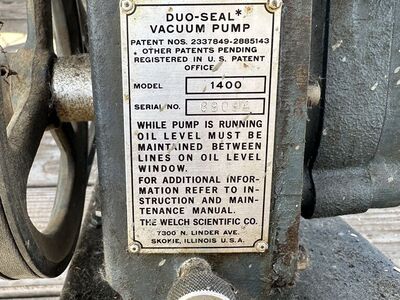 DUO-SEAL*
VACUUM PUMP
PATENT NOS. 2337849-2885143
OTHER PATENTS PENDING
REGISTERED IN U.S. PATENT
OFFICE
MODEL 1400
SERIAL NO.
WHILE PUMP IS RUNNING
OIL LEVEL MUST BE
MAINTAINED BETWEEN
LINES ON OIL LEVEL
WINDOW.
FOR ADDITIONAL INFOR-
MATION REFER TO IN-
STRUCTION AND MAIN-
TENANCE MANUAL.
THE WELCH SCIENTIFIC CO.
7300 N. LINDER AVE.
SKOKIE, ILLINOIS U.S.A.